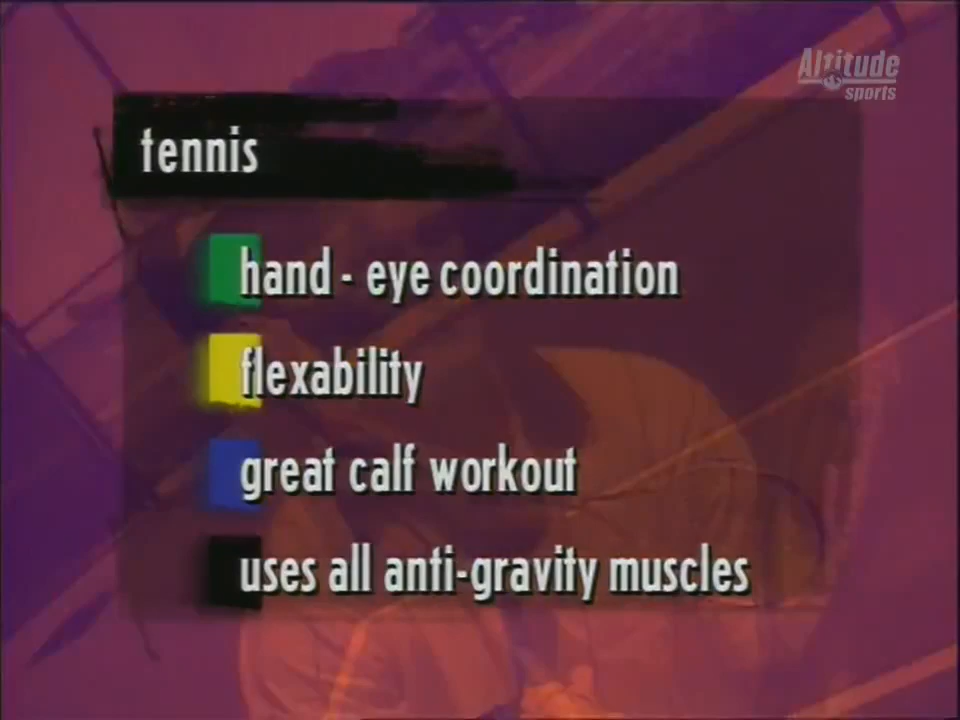 Altitude
sports
tennis
hand - eye coordination
flexability
great calf workout
uses all anti-gravity muscles